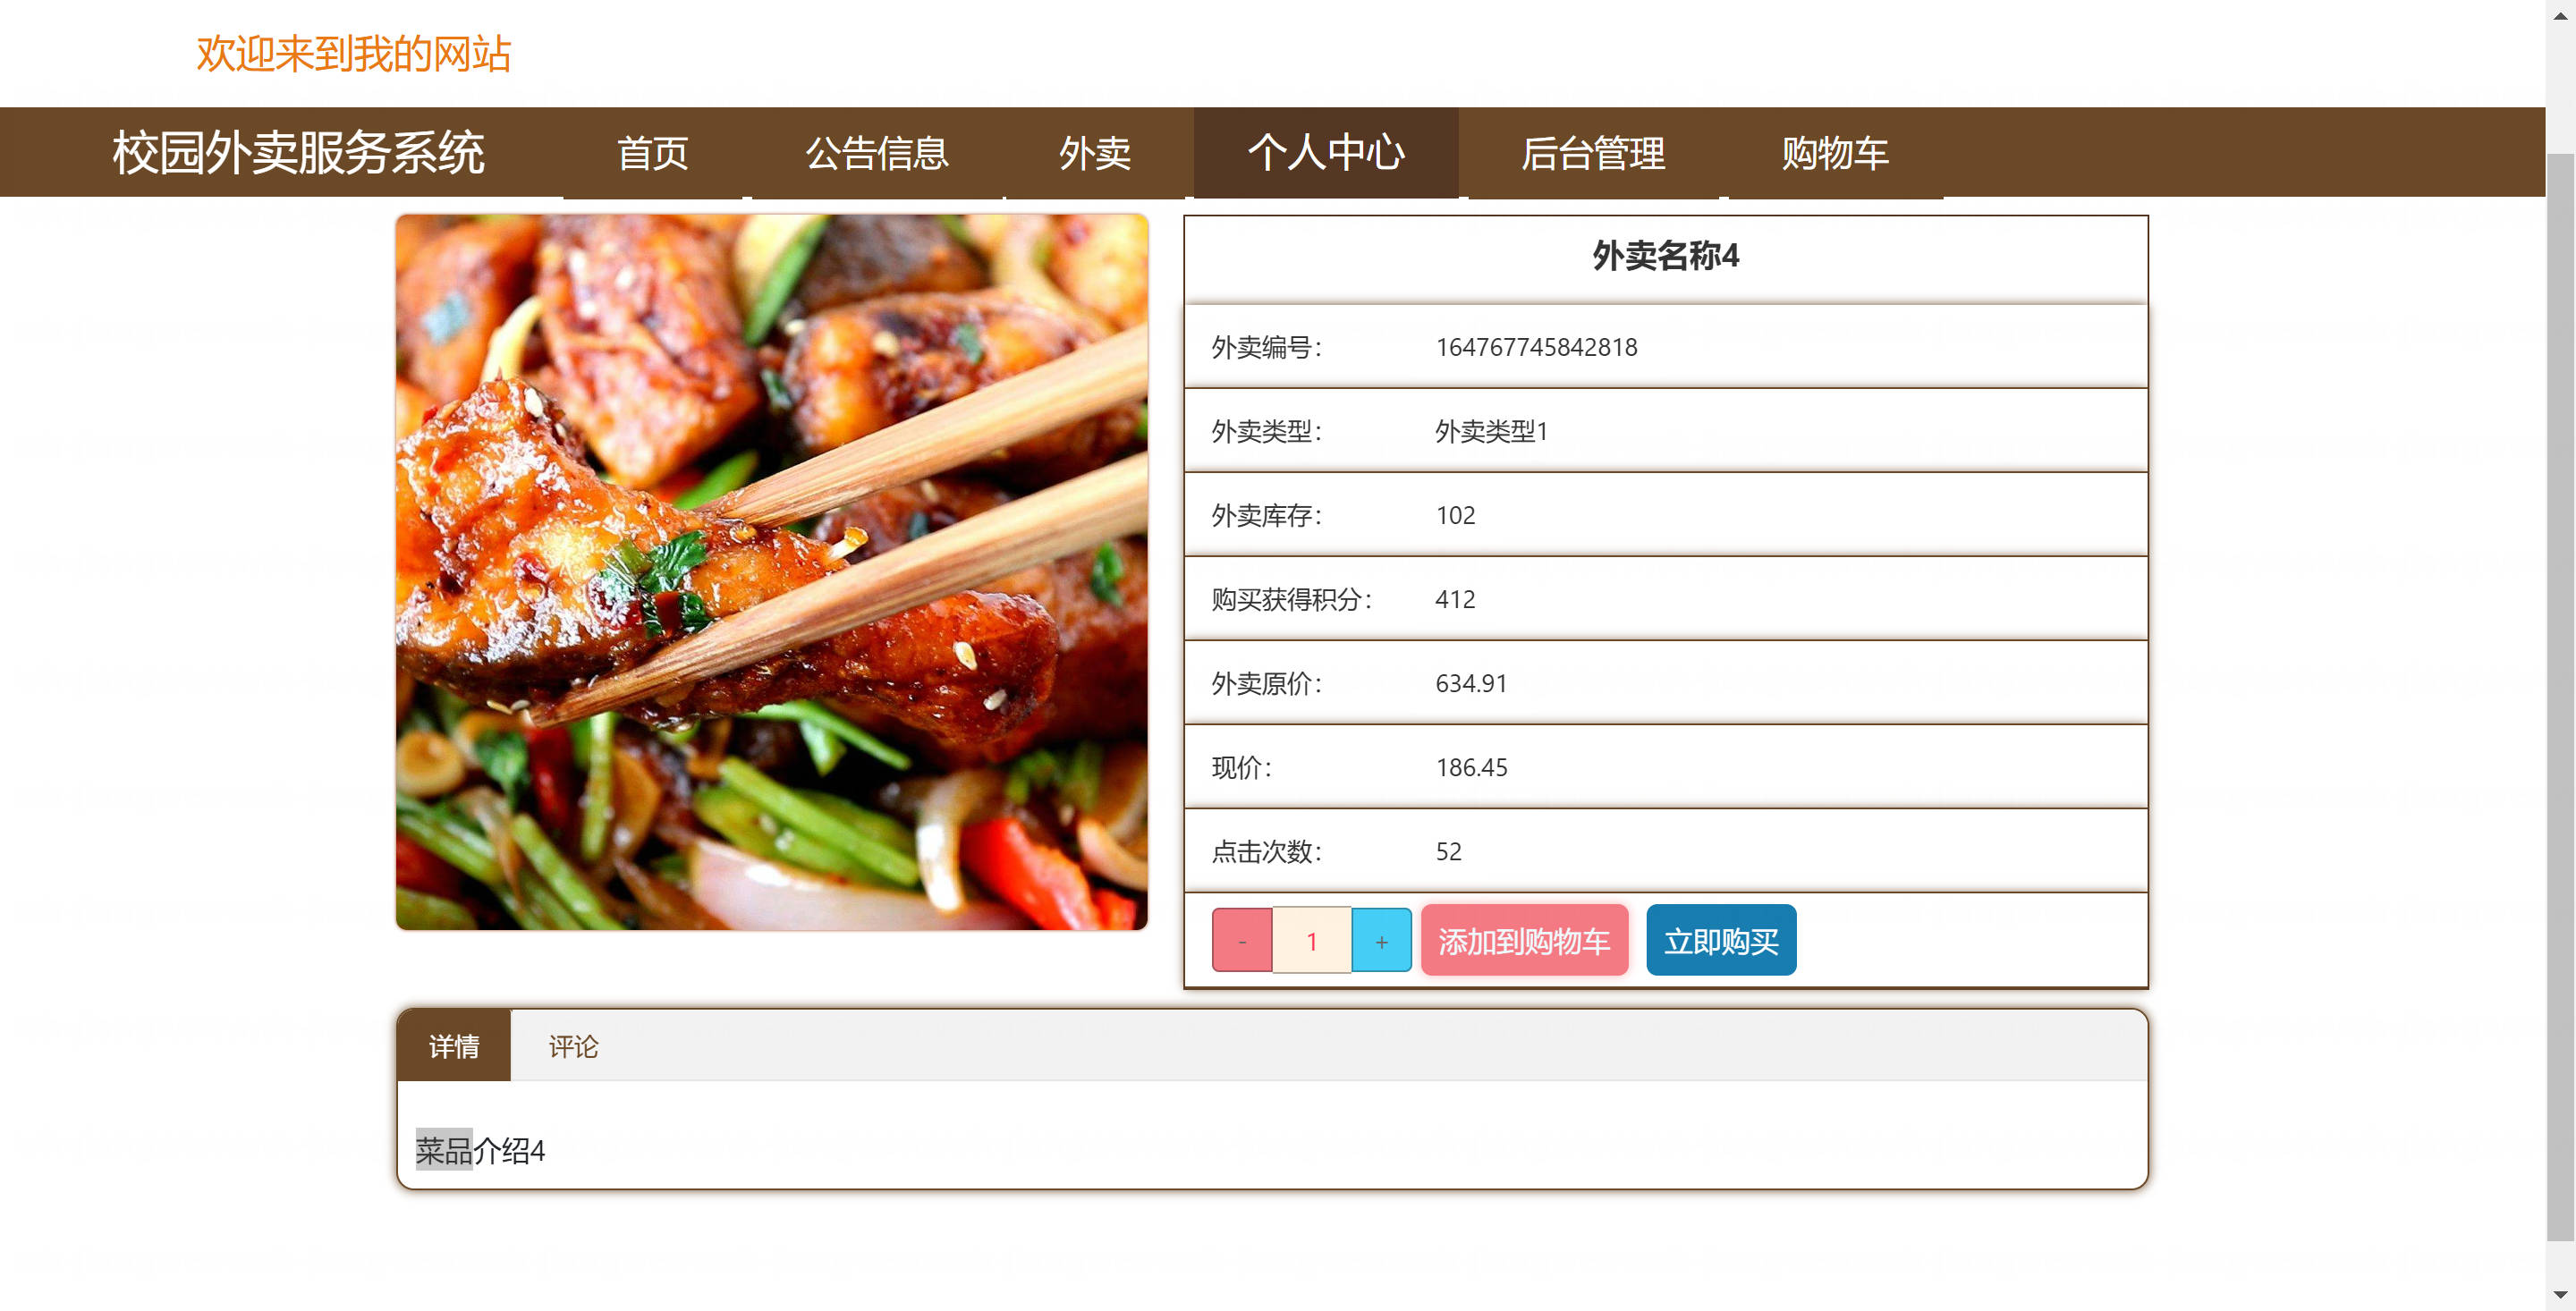 欢迎来到我的网站
校园外卖服务系统 首页 公告信息 外卖 个人中心 后台管理 购物车
外卖名称4
外卖编号： 164767745842818
外卖类型： 外卖类型1
外卖库存： 102
购买获得积分： 412
外卖原价： 634.91
现价： 186.45
点击次数： 52
- 1 + 添加到购物车 立即购买
详情 评论
菜品介绍4